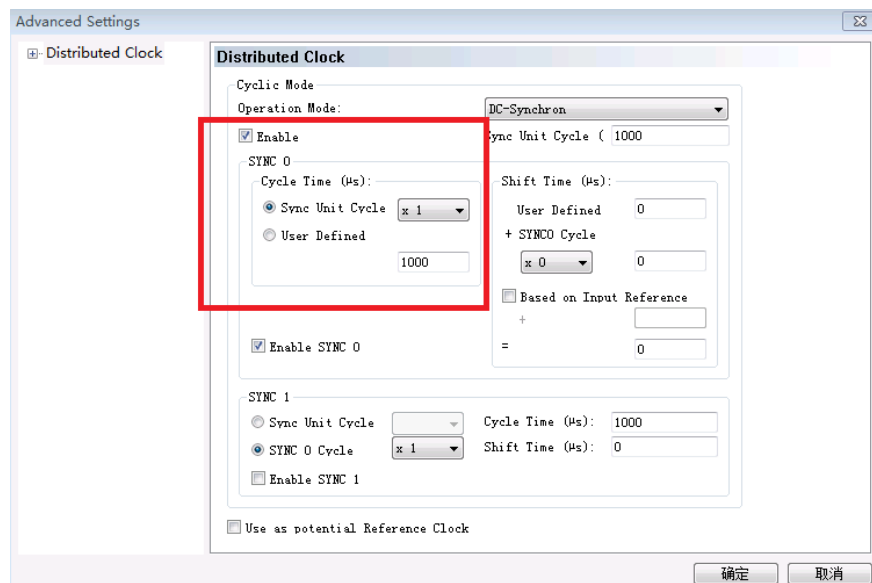 Advanced Settings
Distributed Clock
Distributed Clock
Cyclic Mode
Operation Mode:
DC-Synchron
Enable
Sync Unit Cycle (
1000
SYNC 0
Cycle Time (µs):
Sync Unit Cycle
x 1
User Defined
1000
Shift Time (µs):
User Defined
0
+ SYNC0 Cycle
x 0
0
Based on Input Reference
+
=
0
Enable SYNC 0
SYNC 1
Sync Unit Cycle
Cycle Time (µs):
1000
SYNC 0 Cycle
x 1
Shift Time (µs):
0
Enable SYNC 1
Use as potential Reference Clock
确定
取消